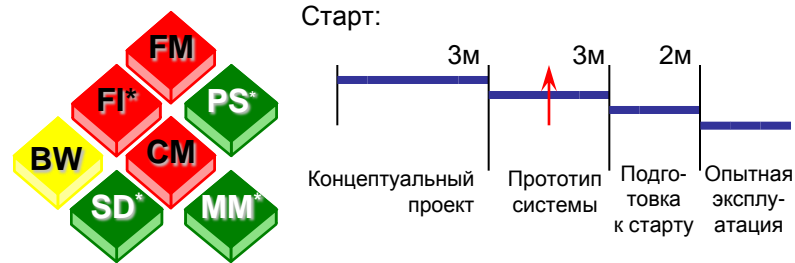 FM
FI*
PS*
BW
CM
SD*
MM*
Старт:
3м
3м
2м
Концептуальный
проект
Прототип
системы
Подго-
товка
к старту
Опытная
эксплу-
атация